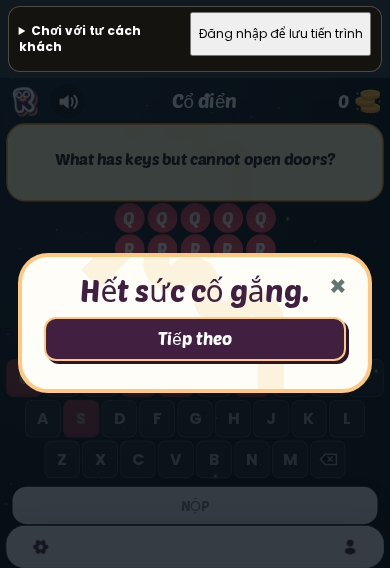 Chơi với tư cách khách
Đăng nhập để lưu tiến trình
Cổ điển
0
What has keys but cannot open doors?
Q Q Q Q Q
Hết sức cố gắng.
✖
Tiếp theo
A S D F G H J K L
Z X C V B N M
NỘP